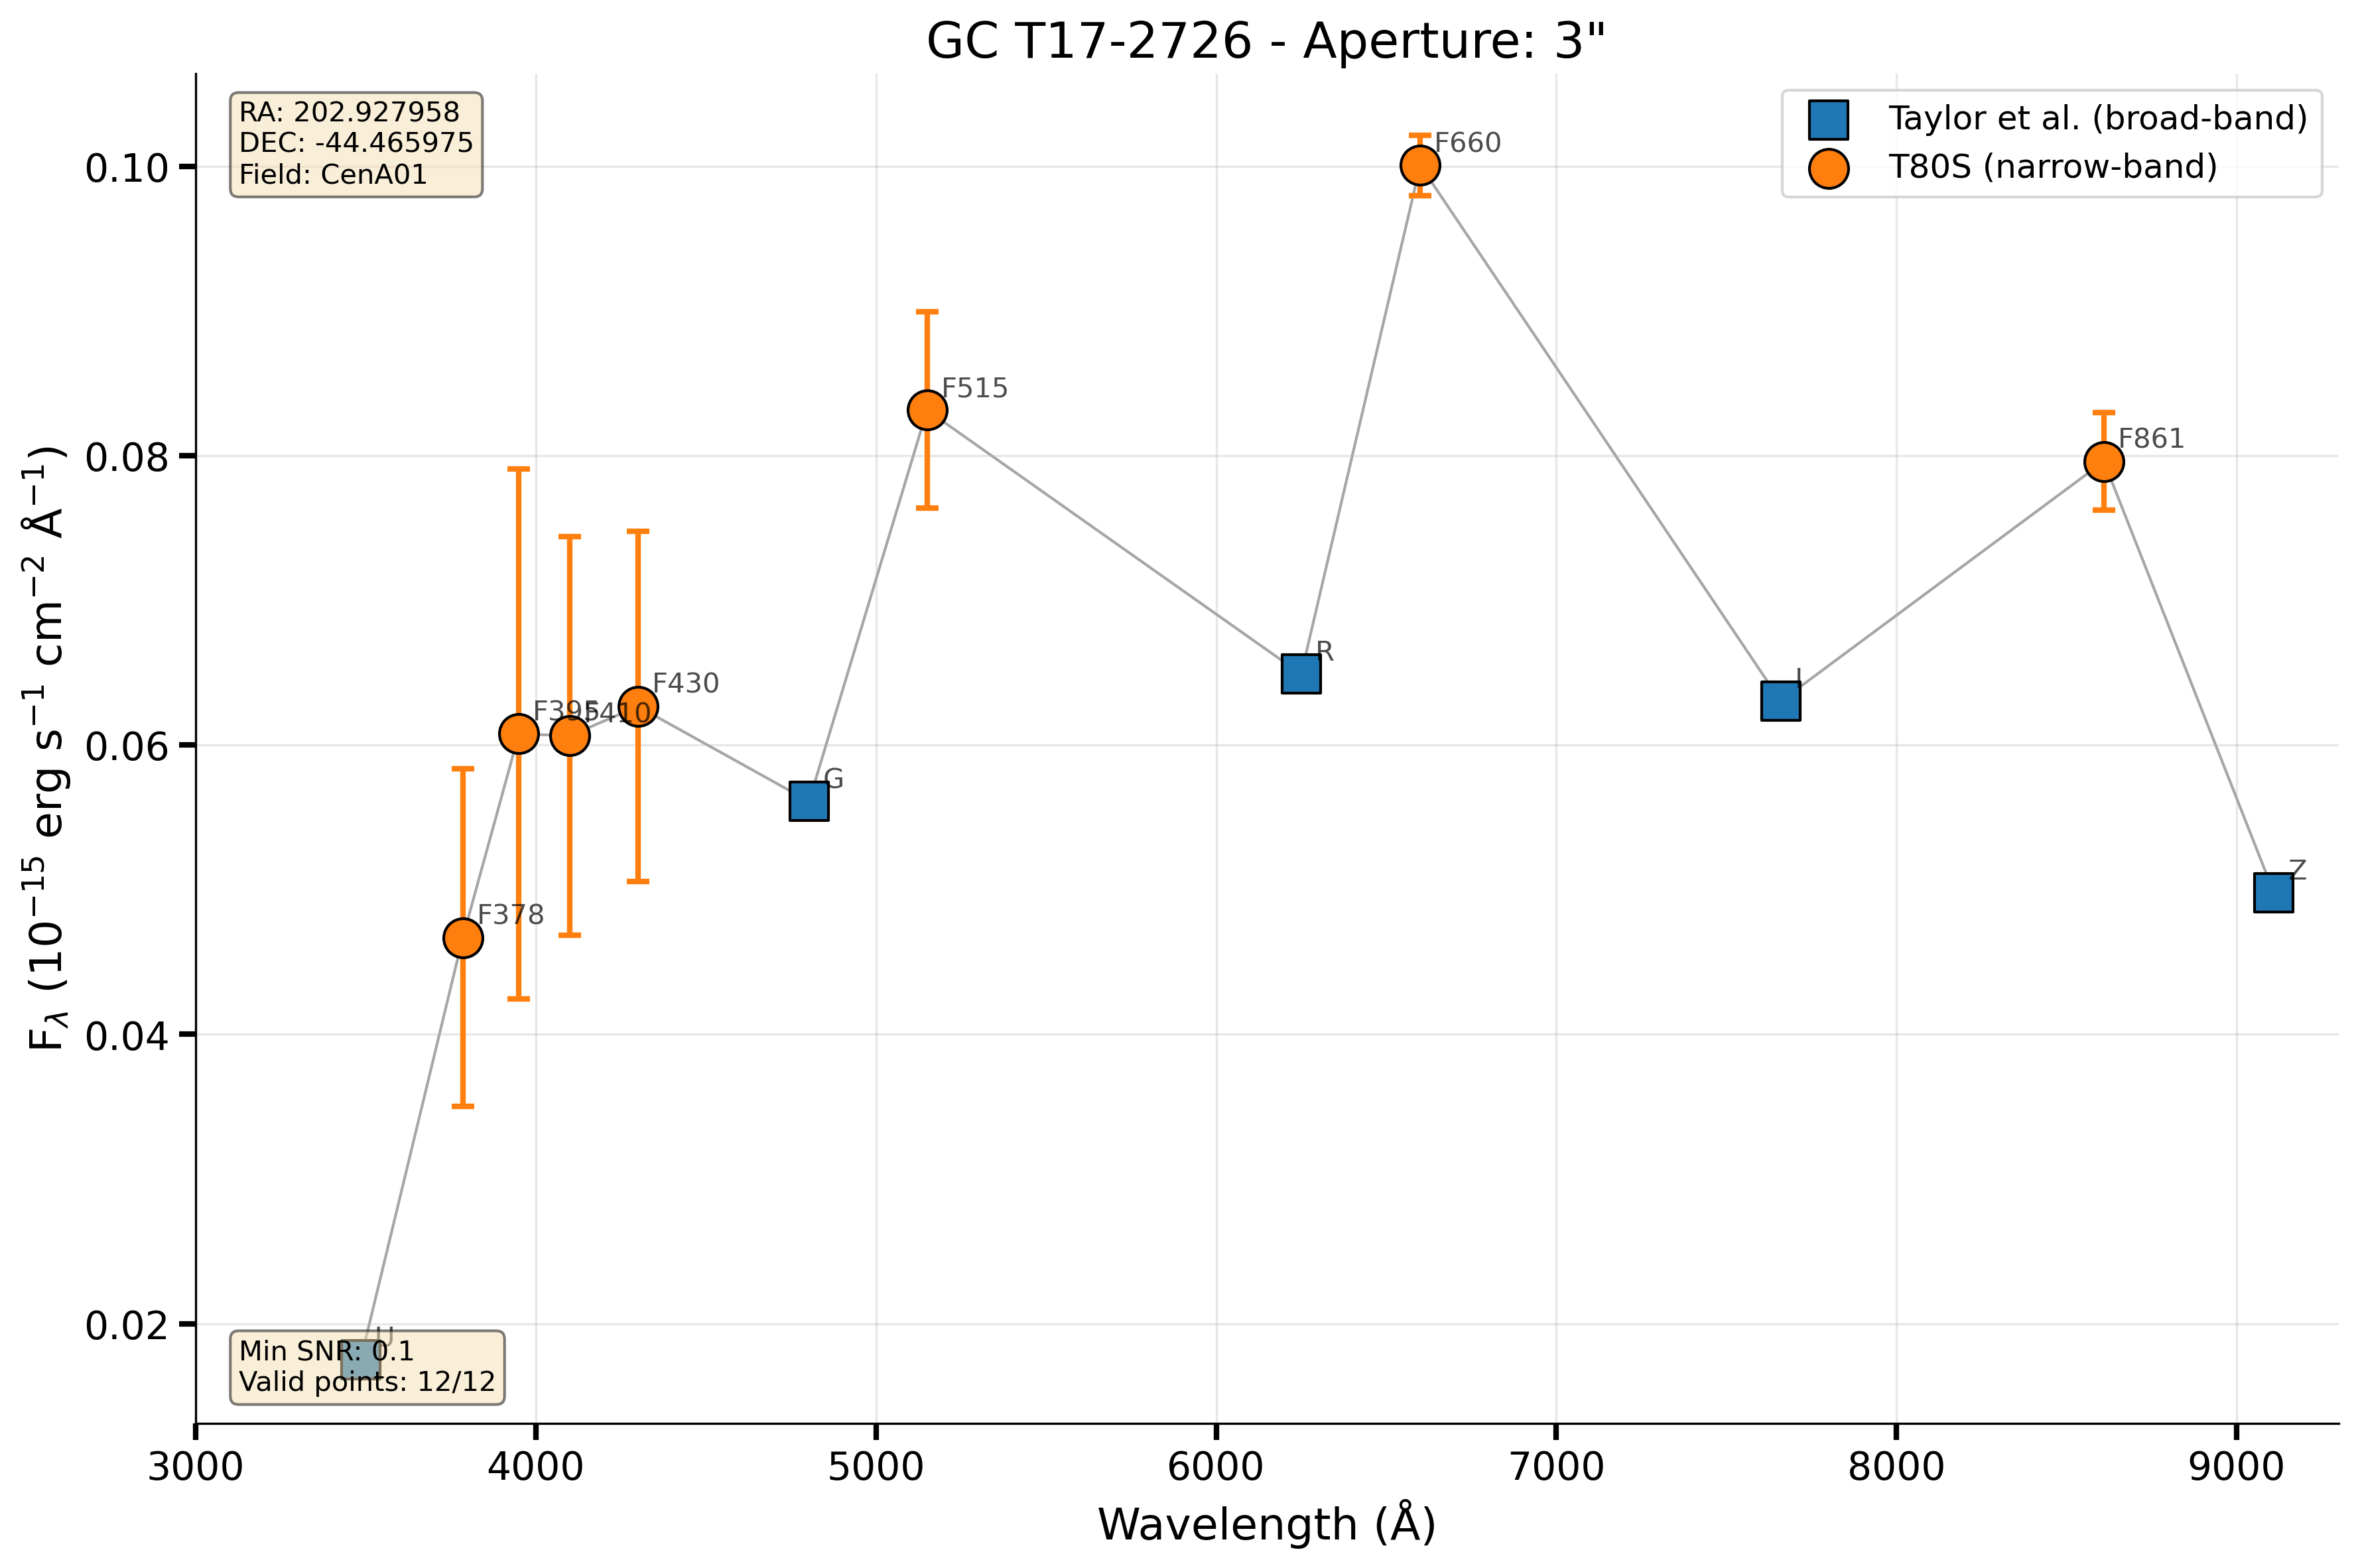 GC T17-2726 - Aperture: 3"
RA: 202.927958
DEC: -44.465975
Field: CenA01
Taylor et al. (broad-band)
T80S (narrow-band)
F660
F515
F861
F430
F395
F410
R
I
G
Z
F378
U
Min SNR: 0.1
Valid points: 12/12
0.10
0.08
0.06
0.04
0.02
F_λ (10⁻¹⁵ erg s⁻¹ cm⁻² Å⁻¹)
3000 4000 5000 6000 7000 8000 9000
Wavelength (Å)